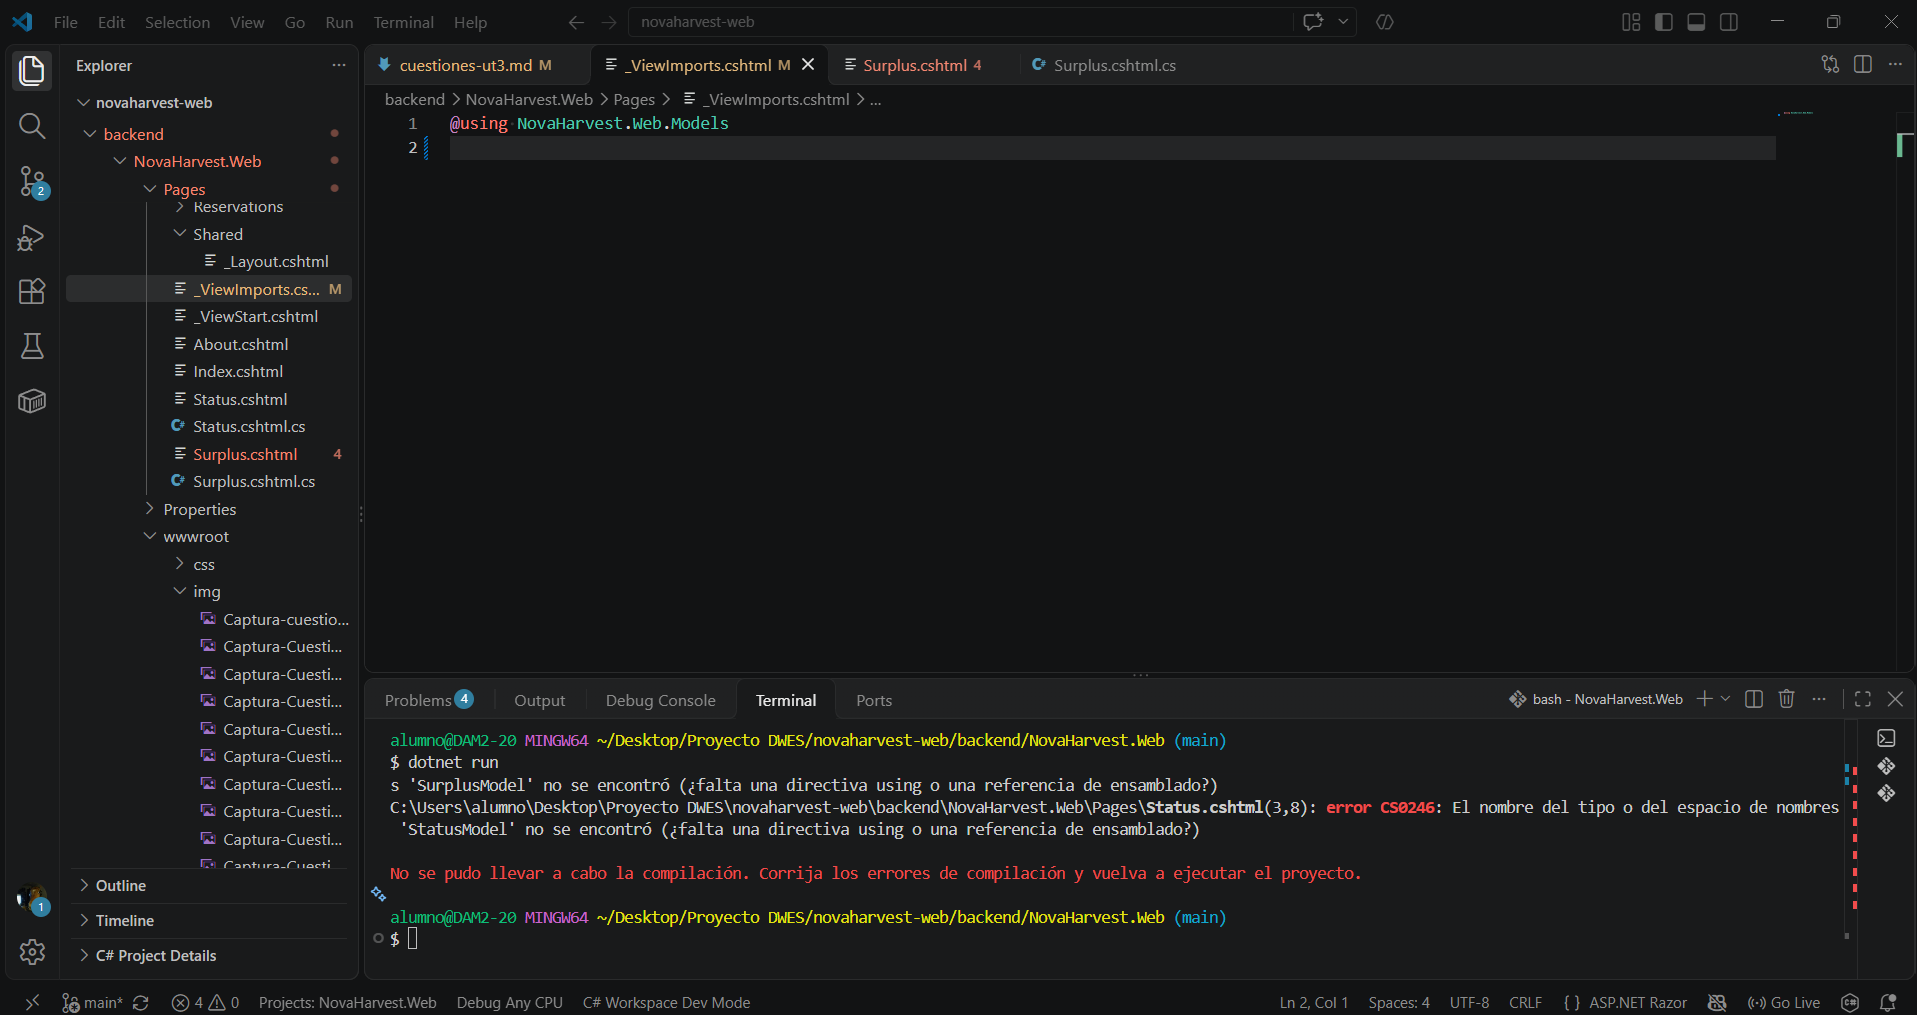 File Edit Selection View Go Run Terminal Help
novaharvest-web
Explorer
novaharvest-web
backend
NovaHarvest.Web
Pages
Reservations
Shared
_Layout.cshtml
_ViewImports.cs... M
_ViewStart.cshtml
About.cshtml
Index.cshtml
Status.cshtml
Status.cshtml.cs
Surplus.cshtml 4
Surplus.cshtml.cs
Properties
wwwroot
css
img
Captura-cuestio...
Captura-Cuesti...
Captura-Cuesti...
Captura-Cuesti...
Captura-Cuesti...
Captura-Cuesti...
Captura-Cuesti...
Captura-Cuesti...
Captura-Cuesti...
Captura-Cuesti...
Outline
Timeline
C# Project Details
2
1
cuestiones-ut3.md M
_ViewImports.cshtml M
Surplus.cshtml 4
Surplus.cshtml.cs
backend > NovaHarvest.Web > Pages > _ViewImports.cshtml > ...
1 @using NovaHarvest.Web.Models
2
Problems 4 Output Debug Console Terminal Ports
bash - NovaHarvest.Web
alumno@DAM2-20 MINGW64 ~/Desktop/Proyecto DWES/novaharvest-web/backend/NovaHarvest.Web (main)
$ dotnet run
s 'SurplusModel' no se encontró (¿falta una directiva using o una referencia de ensamblado?)
C:\Users\alumno\Desktop\Proyecto DWES\novaharvest-web\backend\NovaHarvest.Web\Pages\Status.cshtml(3,8): error CS0246: El nombre del tipo o del espacio de nombres
'StatusModel' no se encontró (¿falta una directiva using o una referencia de ensamblado?)
No se pudo llevar a cabo la compilación. Corrija los errores de compilación y vuelva a ejecutar el proyecto.
alumno@DAM2-20 MINGW64 ~/Desktop/Proyecto DWES/novaharvest-web/backend/NovaHarvest.Web (main)
$
main* 4 0 Projects: NovaHarvest.Web Debug Any CPU C# Workspace Dev Mode Ln 2, Col 1 Spaces: 4 UTF-8 CRLF { } ASP.NET Razor Go Live